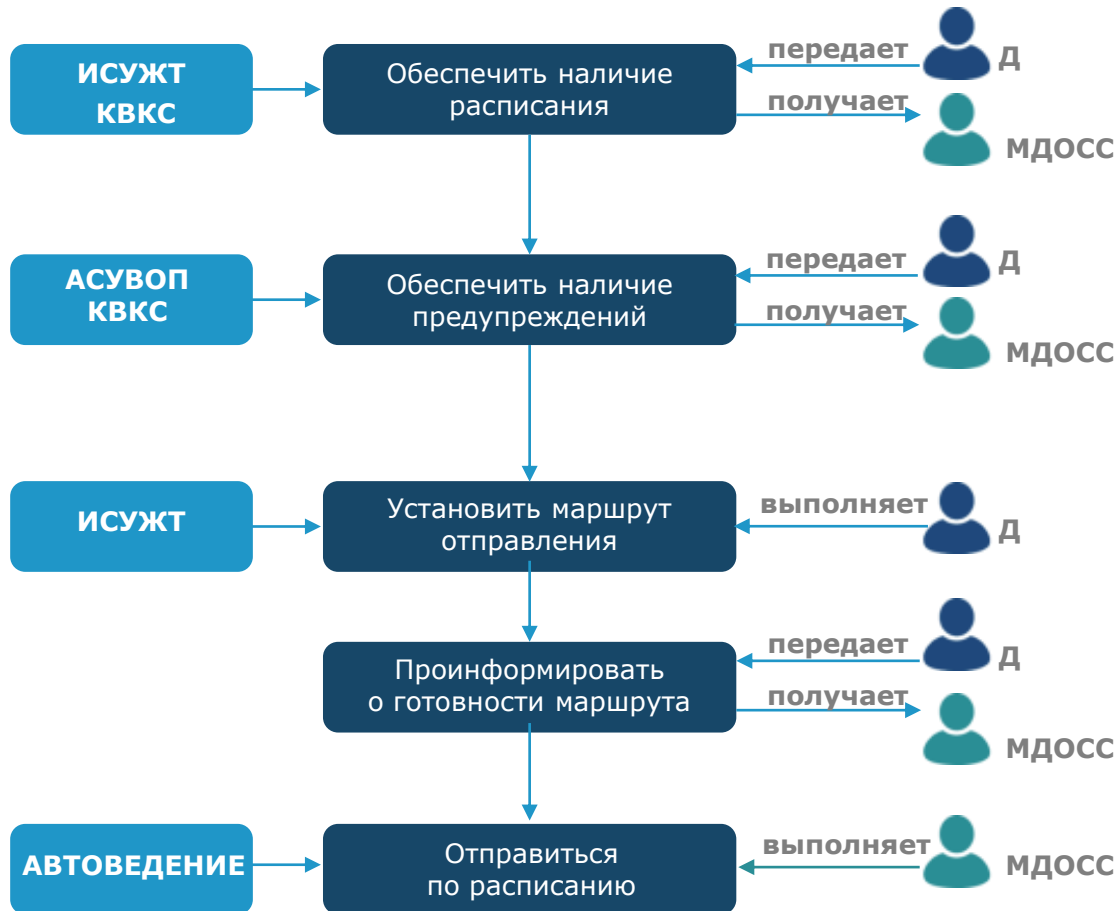 ИСУЖТ
КВКС
Обеспечить наличие
расписания
передает
Д
получает
МДОСС
АСУВОП
КВКС
Обеспечить наличие
предупреждений
передает
Д
получает
МДОСС
ИСУЖТ
Установить маршрут
отправления
выполняет
Д
Проинформировать
о готовности маршрута
передает
Д
получает
МДОСС
АВТОВЕДЕНИЕ
Отправиться
по расписанию
выполняет
МДОСС